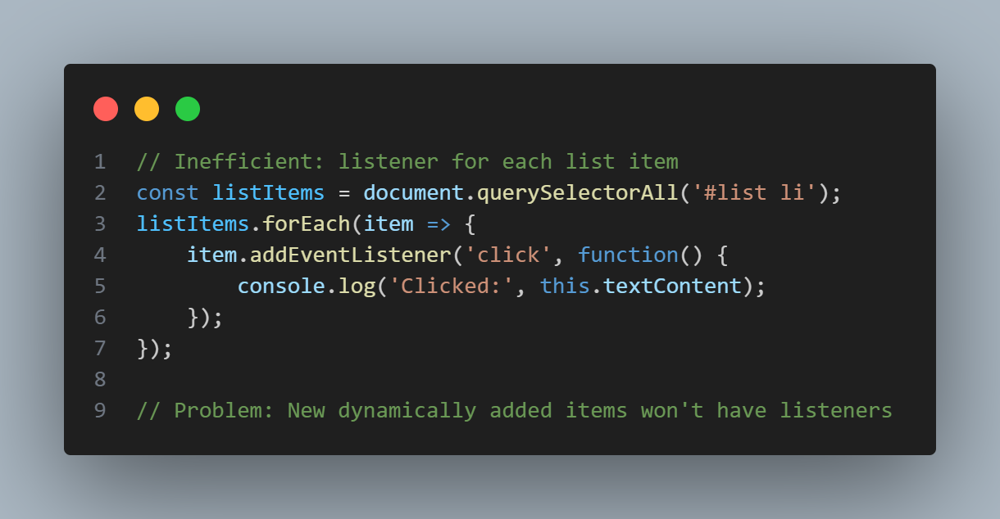 1 // Inefficient: listener for each list item
2 const listItems = document.querySelectorAll('#list li');
3 listItems.forEach(item => {
4     item.addEventListener('click', function() {
5         console.log('Clicked:', this.textContent);
6     });
7 });
8
9 // Problem: New dynamically added items won't have listeners